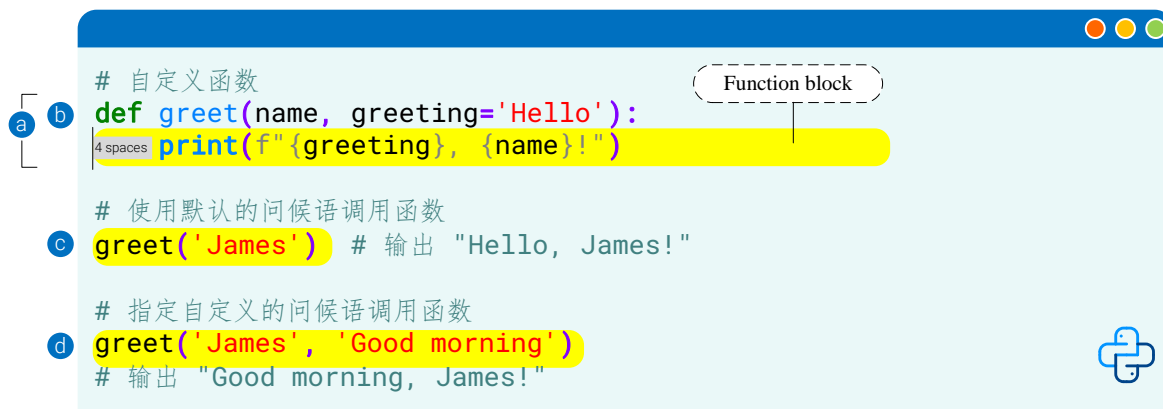 # 自定义函数
Function block
a
b
def greet(name, greeting='Hello'):
4 spaces print(f"{greeting}, {name}!")
# 使用默认的问候语调用函数
c
greet('James') # 输出 "Hello, James!"
# 指定自定义的问候语调用函数
d
greet('James', 'Good morning')
# 输出 "Good morning, James!"